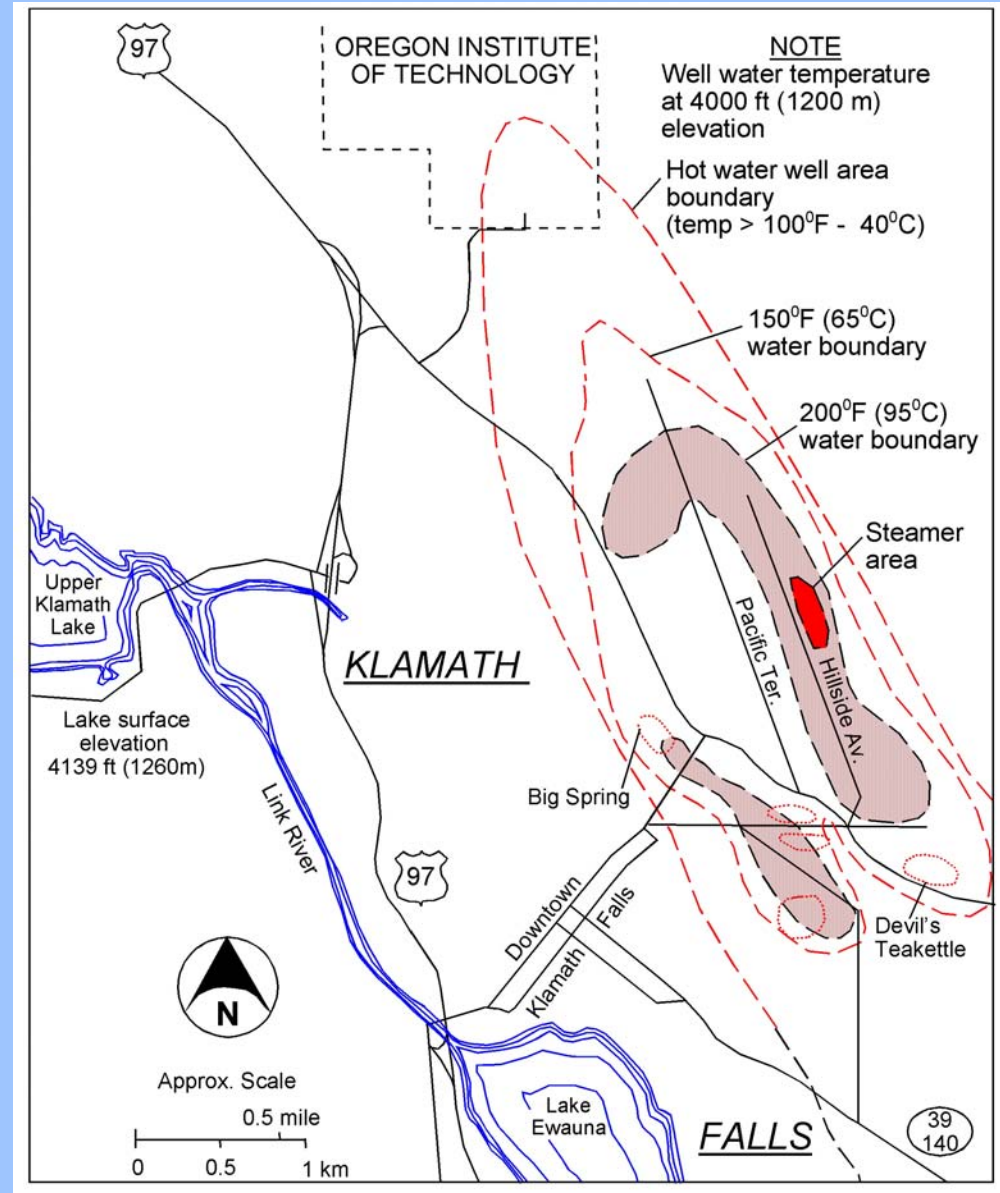 97
OREGON INSTITUTE
OF TECHNOLOGY
NOTE
Well water temperature
at 4000 ft (1200 m)
elevation
Hot water well area
boundary
(temp > 100⁰F - 40⁰C)
150⁰F (65⁰C)
water boundary
200⁰F (95⁰C)
water boundary
Steamer
area
Upper
Klamath
Lake
KLAMATH
Pacific Ter.
Hillside Av.
Lake surface
elevation
4139 ft (1260m)
Link River
Big Spring
97
Downtown
Klamath Falls
Devil's
Teakettle
N
Approx. Scale
0.5 mile
0 0.5 1 km
Lake
Ewauna
FALLS
39
140